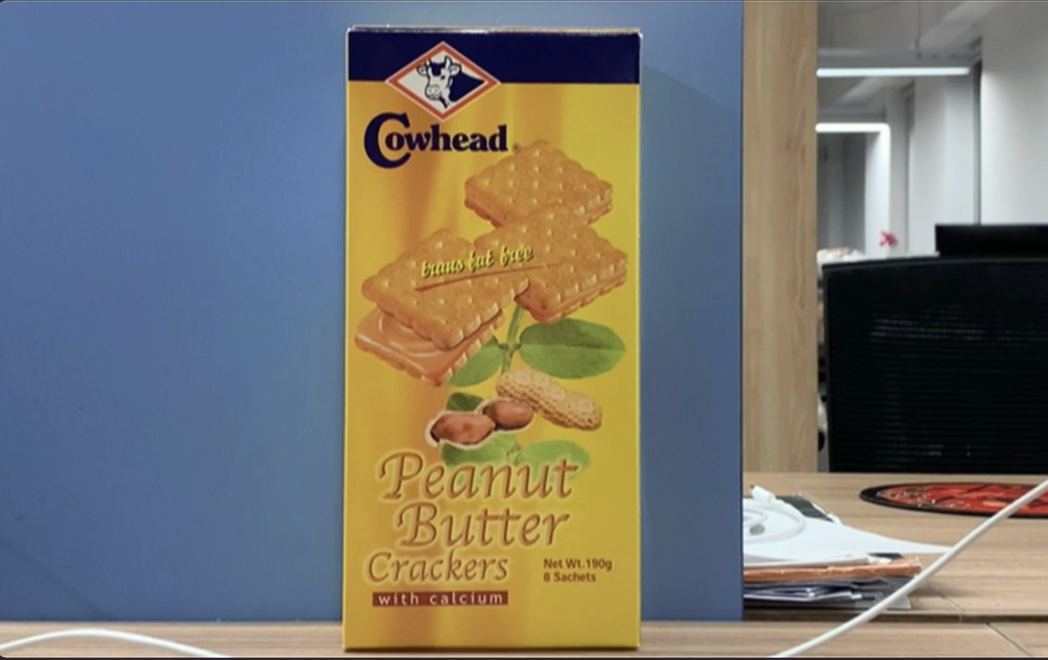 Cowhead®
trans fat free
Peanut
Butter
Crackers
Net Wt.190g
8 Sachets
with calcium